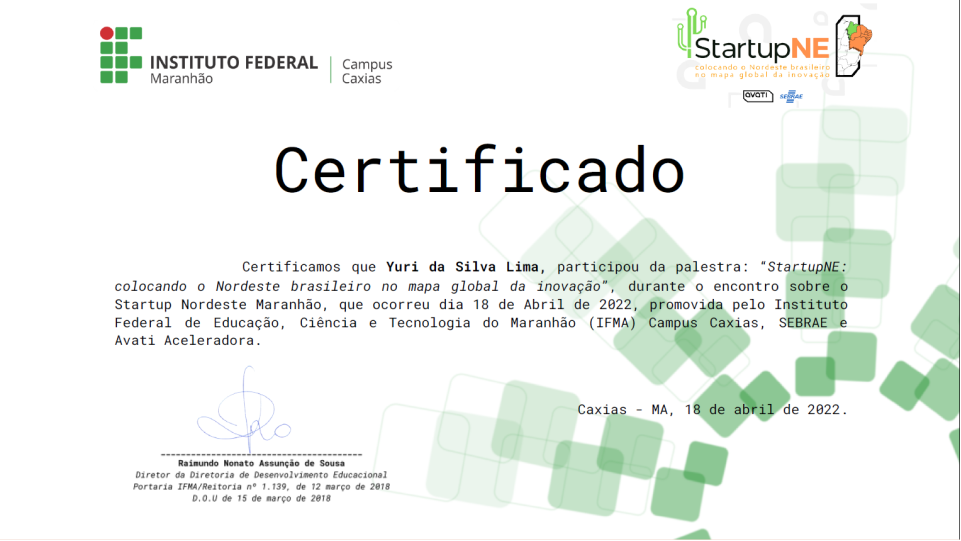 INSTITUTO FEDERAL
Maranhão
Campus
Caxias
StartupNE
colocando o Nordeste brasileiro
no mapa global da inovação
avati SEBRAE
Certificado
Certificamos que Yuri da Silva Lima, participou da palestra: “StartupNE:
colocando o Nordeste brasileiro no mapa global da inovação”, durante o encontro sobre o
Startup Nordeste Maranhão, que ocorreu dia 18 de Abril de 2022, promovida pelo Instituto
Federal de Educação, Ciência e Tecnologia do Maranhão (IFMA) Campus Caxias, SEBRAE e
Avati Aceleradora.
Caxias - MA, 18 de abril de 2022.
Raimundo Nonato Assunção de Sousa
Diretor da Diretoria de Desenvolvimento Educacional
Portaria IFMA/Reitoria nº 1.139, de 12 março de 2018
D.O.U de 15 de março de 2018